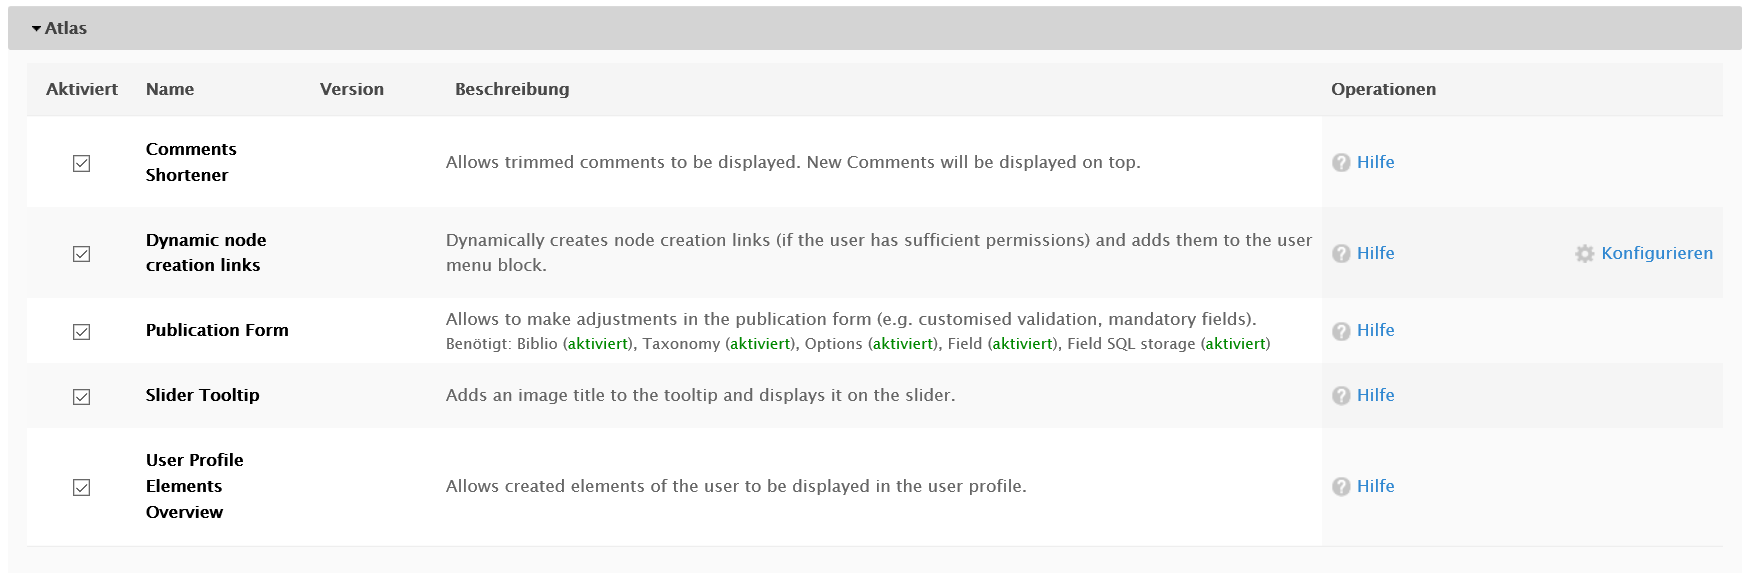 Atlas
Aktiviert Name Version Beschreibung Operationen
Comments
Shortener
Allows trimmed comments to be displayed. New Comments will be displayed on top.
Hilfe
Dynamic node
creation links
Dynamically creates node creation links (if the user has sufficient permissions) and adds them to the user
menu block.
Hilfe
Konfigurieren
Publication Form
Allows to make adjustments in the publication form (e.g. customised validation, mandatory fields).
Benötigt: Biblio (aktiviert), Taxonomy (aktiviert), Options (aktiviert), Field (aktiviert), Field SQL storage (aktiviert)
Hilfe
Slider Tooltip
Adds an image title to the tooltip and displays it on the slider.
Hilfe
User Profile
Elements
Overview
Allows created elements of the user to be displayed in the user profile.
Hilfe